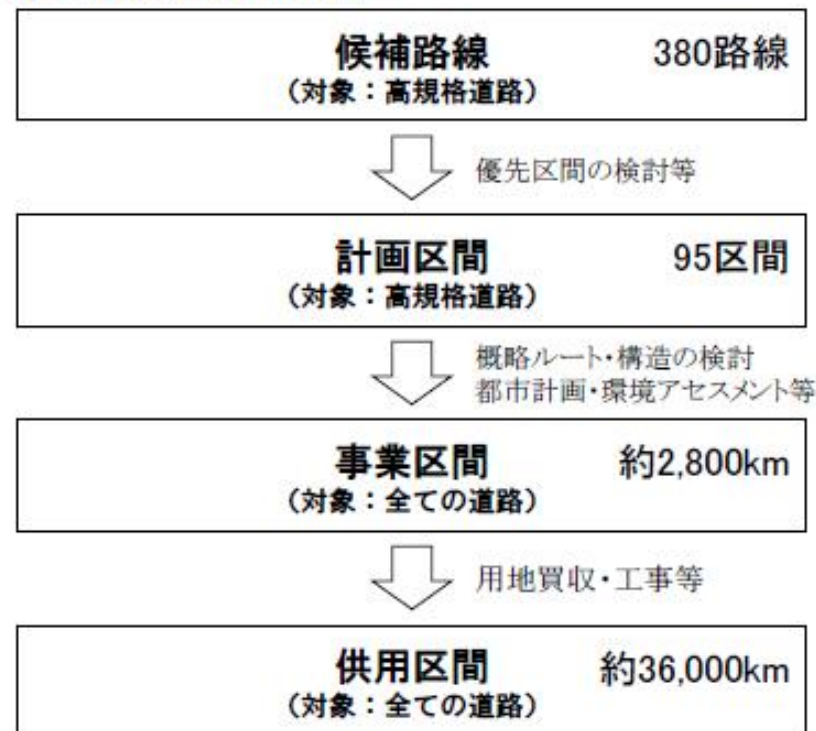 候補路線 380路線
(対象：高規格道路)
優先区間の検討等
計画区間 95区間
(対象：高規格道路)
概略ルート・構造の検討
都市計画・環境アセスメント等
事業区間 約2,800km
(対象：全ての道路)
用地買収・工事等
供用区間 約36,000km
(対象：全ての道路)